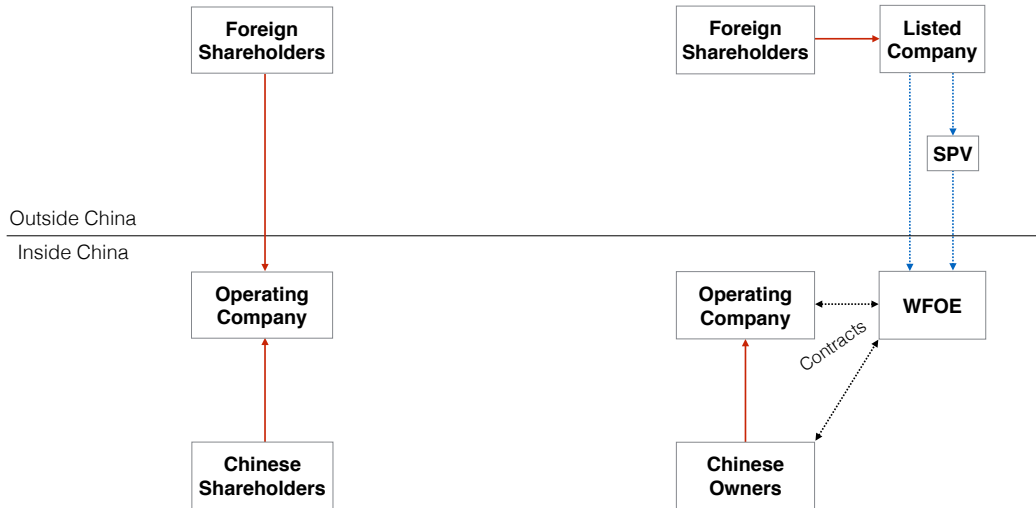 Foreign
Shareholders
Foreign
Shareholders
Listed
Company
SPV
Outside China
Inside China
Operating
Company
Operating
Company
WFOE
Contracts
Chinese
Shareholders
Chinese
Owners